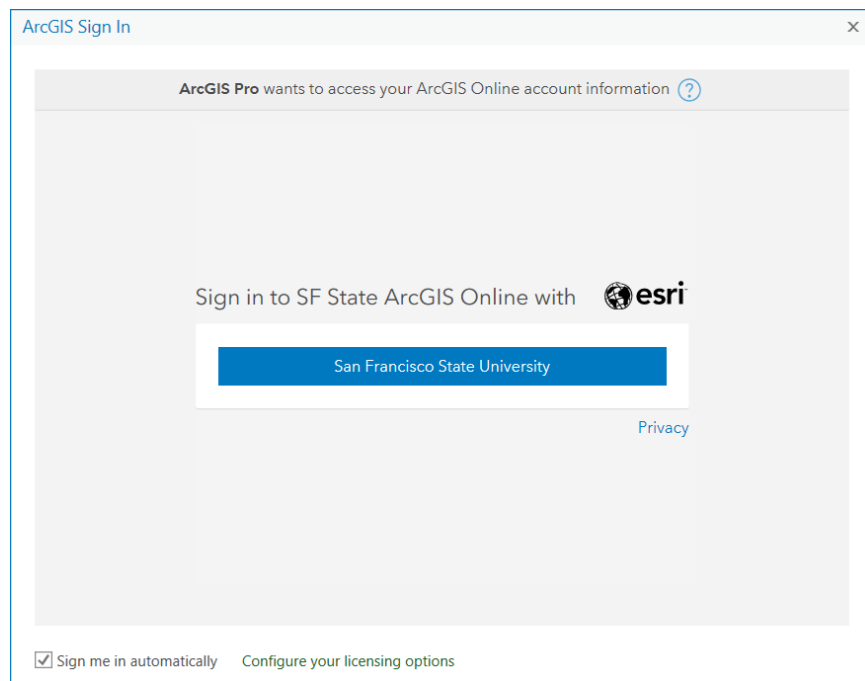 ArcGIS Sign In
ArcGIS Pro wants to access your ArcGIS Online account information ?
Sign in to SF State ArcGIS Online with esri
San Francisco State University
Privacy
Sign me in automatically Configure your licensing options